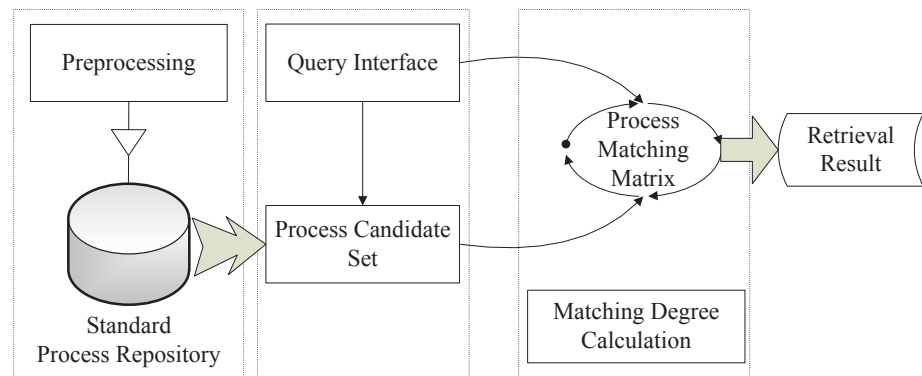 Preprocessing
Standard
Process Repository
Query Interface
Process Candidate
Set
Process
Matching
Matrix
Matching Degree
Calculation
Retrieval
Result